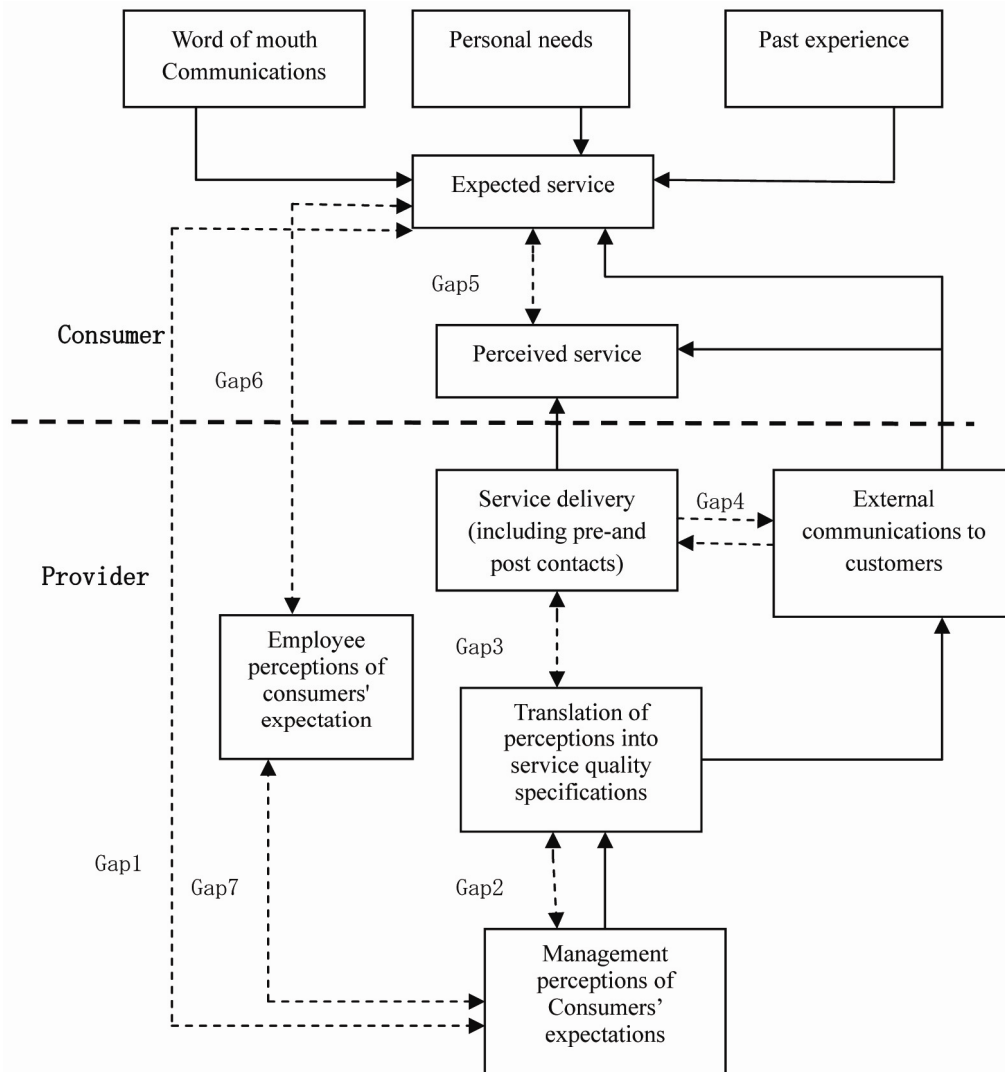 Word of mouth
Communications
Personal needs
Past experience
Expected service
Gap5
Consumer
Perceived service
Gap6
Service delivery
(including pre-and
post contacts)
Gap4
External
communications to
customers
Provider
Employee
perceptions of
consumers'
expectation
Gap3
Translation of
perceptions into
service quality
specifications
Gap1
Gap7
Gap2
Management
perceptions of
Consumers’
expectations